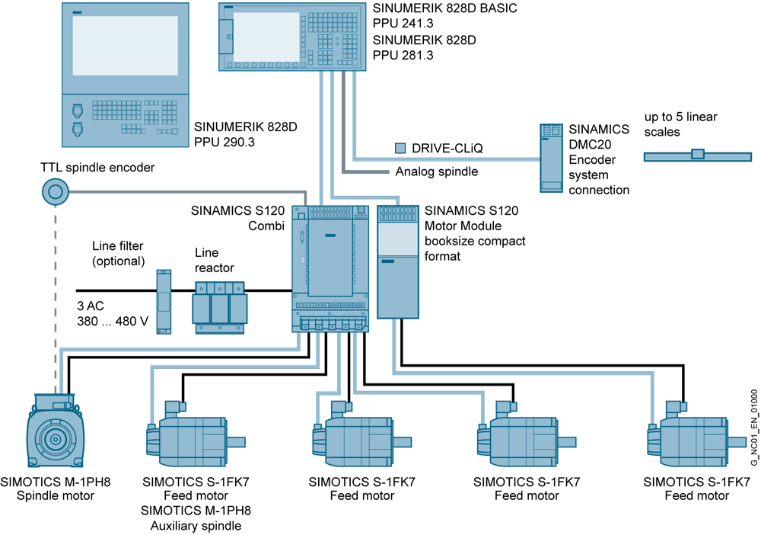 SINUMERIK 828D BASIC
PPU 241.3
SINUMERIK 828D
PPU 281.3
SINUMERIK 828D
PPU 290.3
DRIVE-CLiQ
Analog spindle
SINAMICS
DMC20
Encoder
system
connection
up to 5 linear
scales
TTL spindle encoder
SINAMICS S120
Combi
SINAMICS S120
Motor Module
booksize compact
format
Line filter
(optional)
Line
reactor
3 AC
380 ... 480 V
SIMOTICS M-1PH8
Spindle motor
SIMOTICS S-1FK7
Feed motor
SIMOTICS M-1PH8
Auxiliary spindle
SIMOTICS S-1FK7
Feed motor
SIMOTICS S-1FK7
Feed motor
SIMOTICS S-1FK7
Feed motor
G_NC01_EN_01000